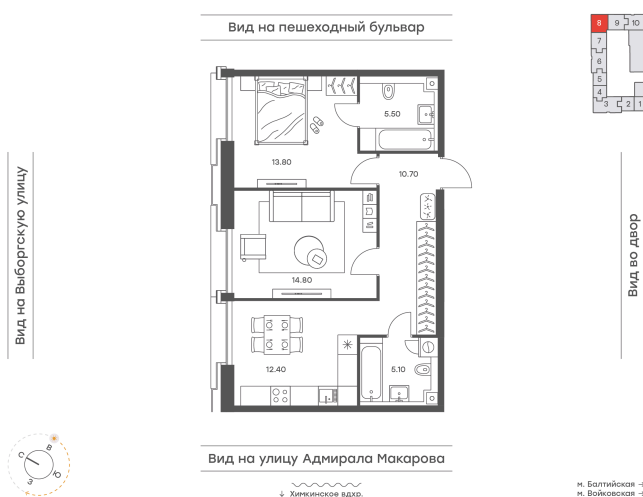 Вид на пешеходный бульвар
8 9 10
7
6
5
4
3 2 1
5.50
13.80
10.70
Вид на Выборгскую улицу
Вид во двор
14.80
12.40
5.10
Вид на улицу Адмирала Макарова
С В
З Ю
↓ Химкинское вдхр.
м. Балтийская
м. Войковская